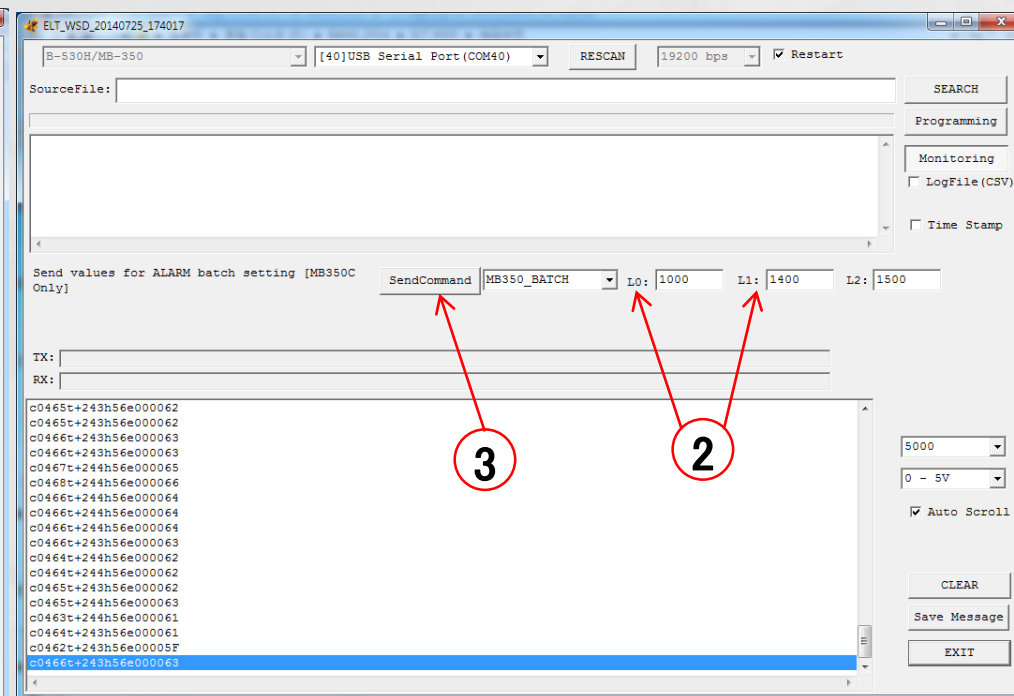 ELT_WSD_20140725_174017
B-530H/MB-350 [40]USB Serial Port(COM40) RESCAN 19200 bps Restart
SourceFile: SEARCH
Programming
Monitoring
LogFile(CSV)
Time Stamp
Send values for ALARM batch setting [MB350C
Only]
SendCommand MB350_BATCH L0: 1000 L1: 1400 L2: 1500
TX:
RX:
3
2
c0465t+243h56e000062
c0465t+243h56e000062
c0466t+243h56e000063
c0466t+243h56e000063
c0467t+244h56e000065
c0468t+244h56e000066
c0466t+244h56e000064
c0466t+244h56e000064
c0466t+244h56e000064
c0466t+243h56e000063
c0464t+244h56e000062
c0464t+244h56e000062
c0465t+243h56e000062
c0465t+244h56e000063
c0463t+244h56e000061
c0464t+243h56e000061
c0462t+243h56e00005F
c0466t+243h56e000063
5000
0 - 5V
Auto Scroll
CLEAR
Save Message
EXIT